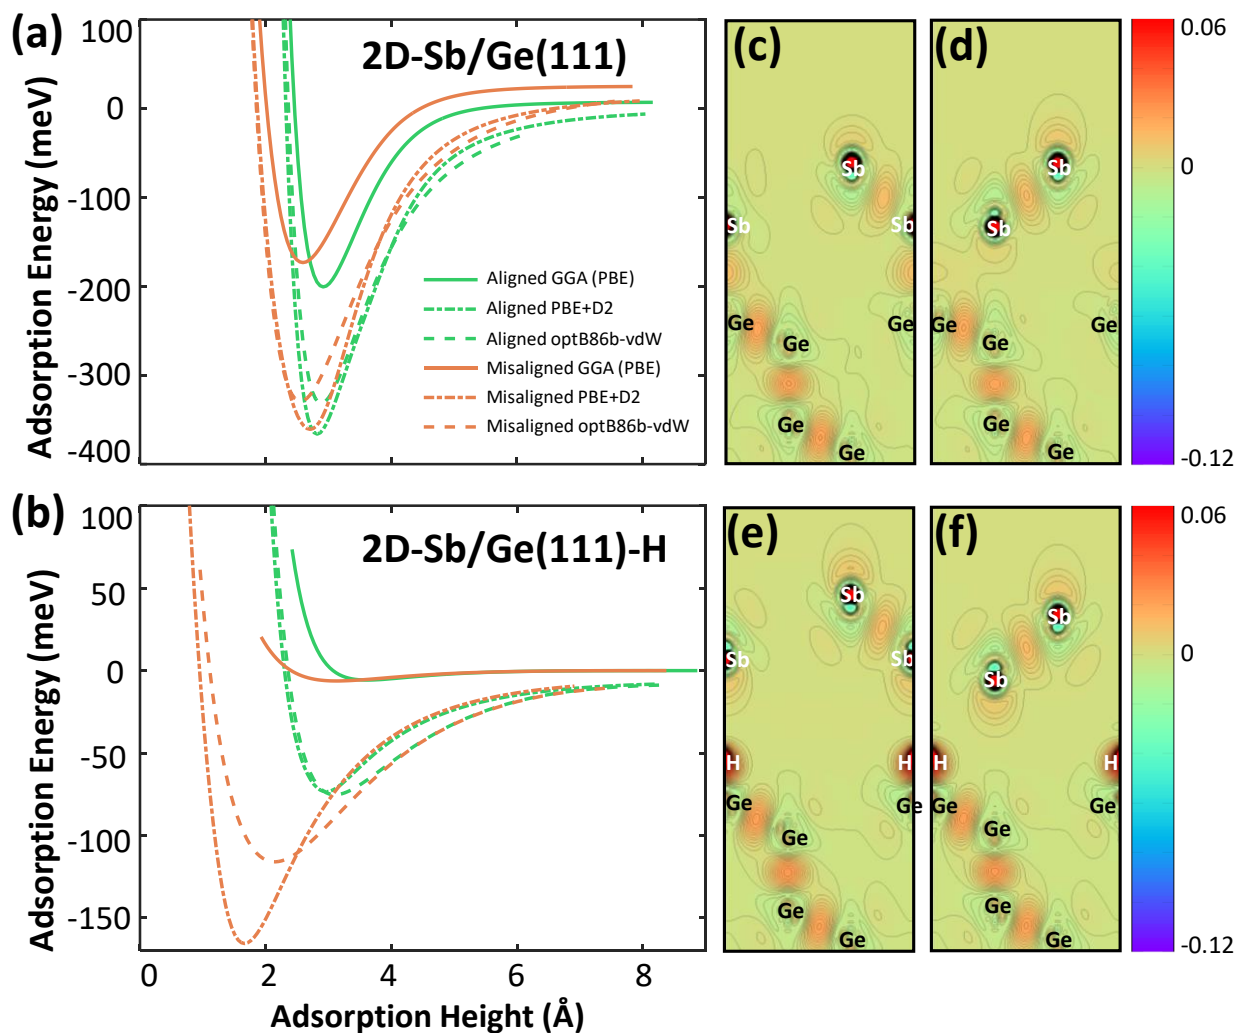 (a)
2D-Sb/Ge(111)
100
0
-100
-200
-300
-400
Adsorption Energy (meV)
Aligned GGA (PBE)
Aligned PBE+D2
Aligned optB86b-vdW
Misaligned GGA (PBE)
Misaligned PBE+D2
Misaligned optB86b-vdW
(c)
Sb
Sb
Sb
Ge
Ge
Ge
Ge
Ge
(d)
Sb
Sb
Ge
Ge
Ge
Ge
Ge
0.06
0
-0.12
(b)
2D-Sb/Ge(111)-H
100
50
0
-50
-100
-150
Adsorption Energy (meV)
0
2
4
6
8
Adsorption Height (Å)
(e)
Sb
Sb
Sb
H
H
Ge
Ge
Ge
Ge
Ge
(f)
Sb
Sb
H
H
Ge
Ge
Ge
Ge
Ge
0.06
0
-0.12